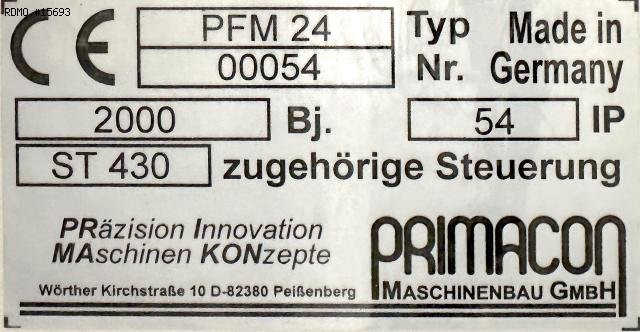 RDMO #15693
CE PFM 24 Typ Made in
00054 Nr. Germany
2000 Bj. 54 IP
ST 430 zugehörige Steuerung
PRäzision Innovation
MAschinen KONzepte
PRIMACON
Wörther Kirchstraße 10 D-82380 Peißenberg
MASCHINENBAU GMBH